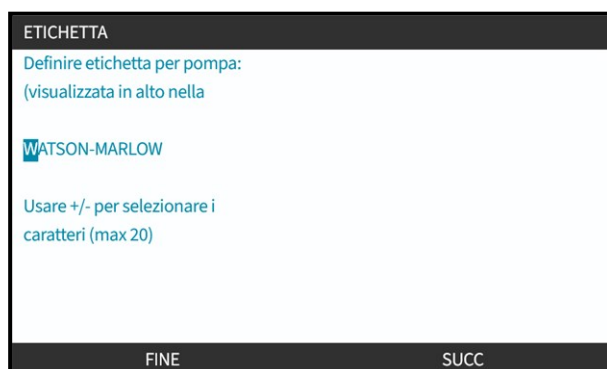 ETICHETTA
Definire etichetta per pompa:
(visualizzata in alto nella
WATSON-MARLOW
Usare +/- per selezionare i
caratteri (max 20)
FINE SUCC